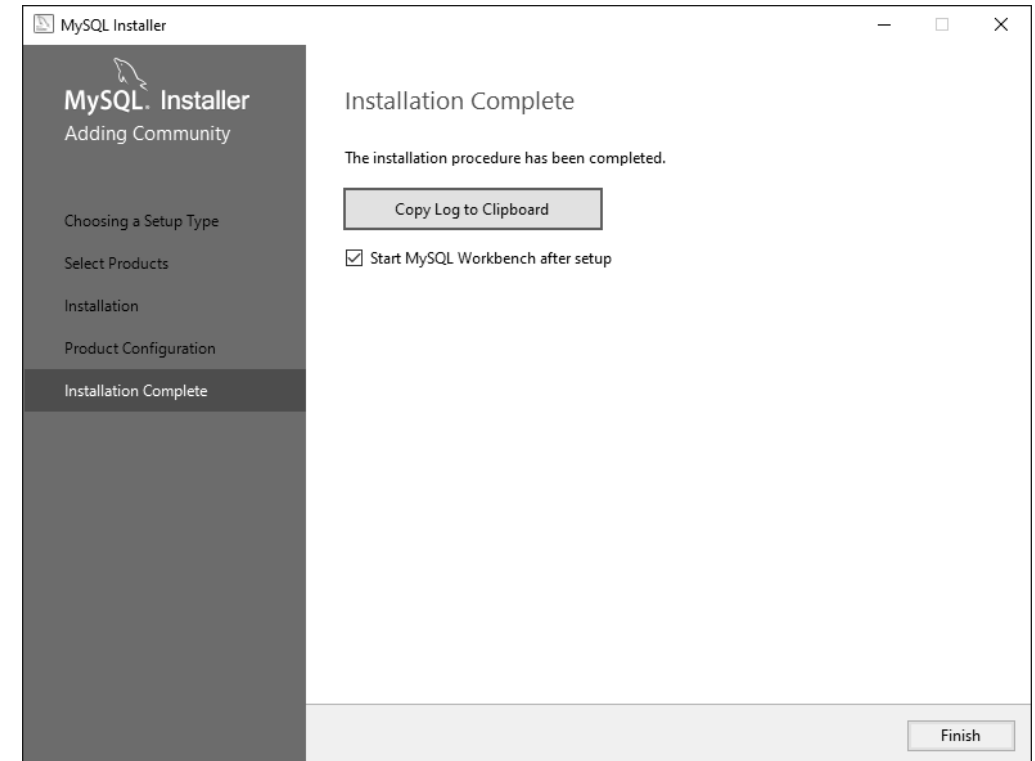 MySQL Installer
MySQL. Installer
Adding Community
Choosing a Setup Type
Select Products
Installation
Product Configuration
Installation Complete
Installation Complete
The installation procedure has been completed.
Copy Log to Clipboard
Start MySQL Workbench after setup
Finish